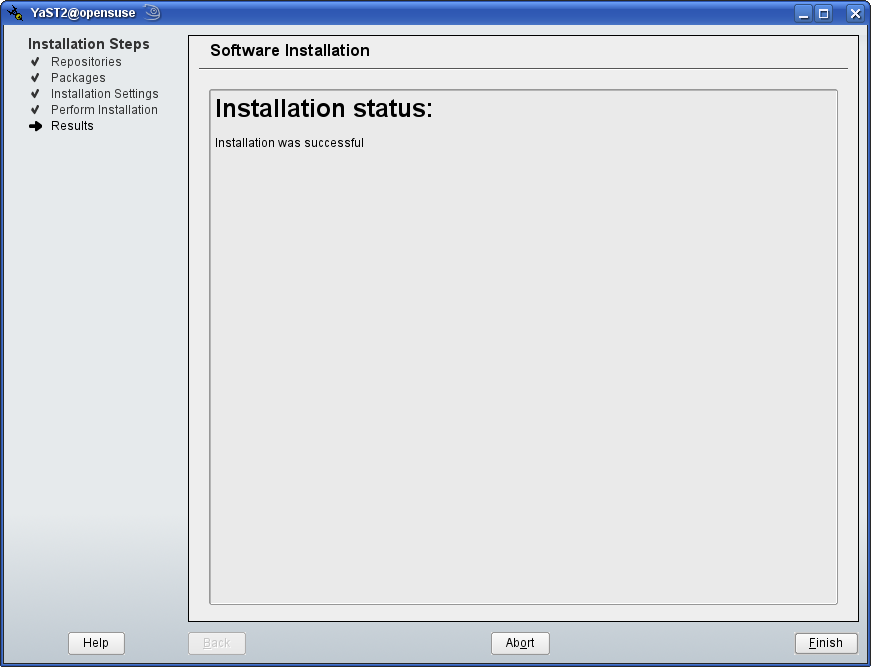 YaST2@opensuse
Installation Steps
Repositories
Packages
Installation Settings
Perform Installation
Results
Software Installation
Installation status:
Installation was successful
Help
Back
Abort
Finish